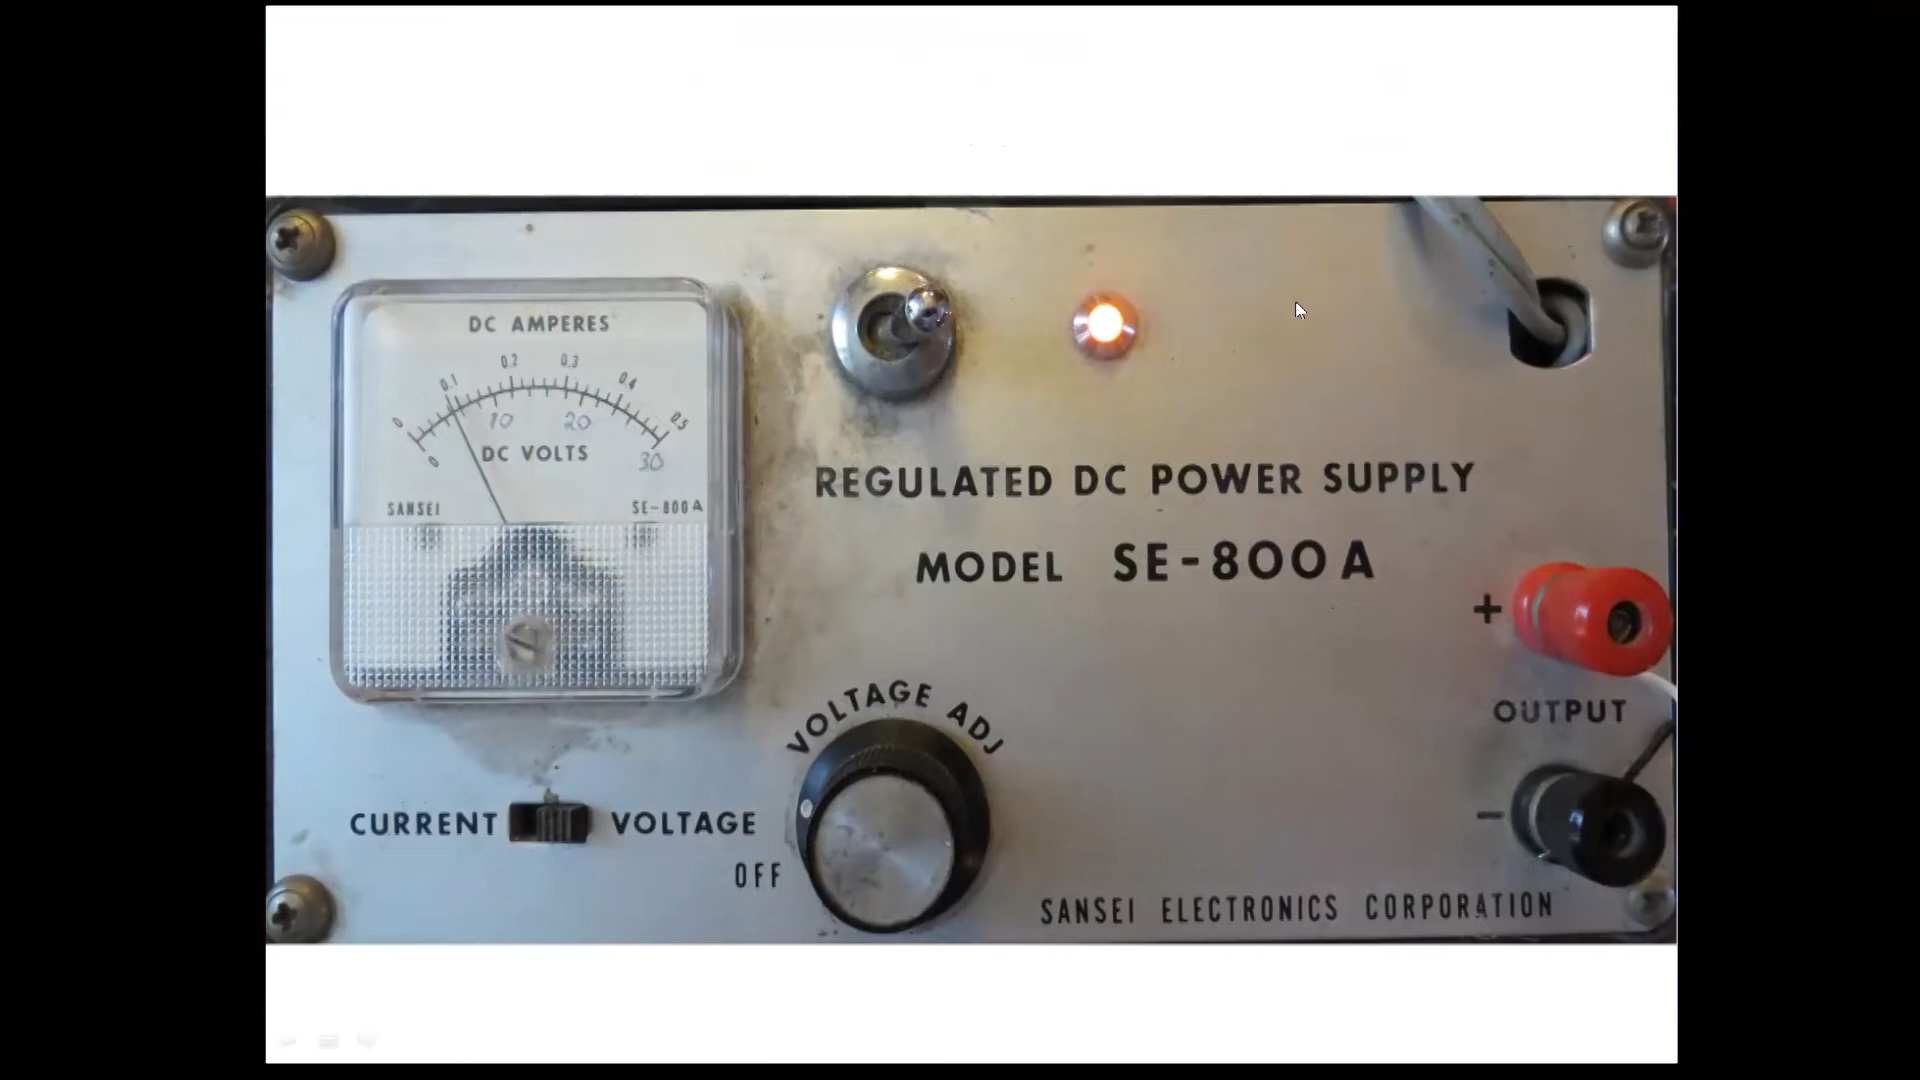 DC AMPERES
0 0.1 0.2 0.3 0.4 0.5
0 10 20 30
DC VOLTS
SANSEI SE-800A
REGULATED DC POWER SUPPLY
MODEL SE-800A
+
OUTPUT
-
VOLTAGE ADJ
CURRENT VOLTAGE
OFF
SANSEI ELECTRONICS CORPORATION